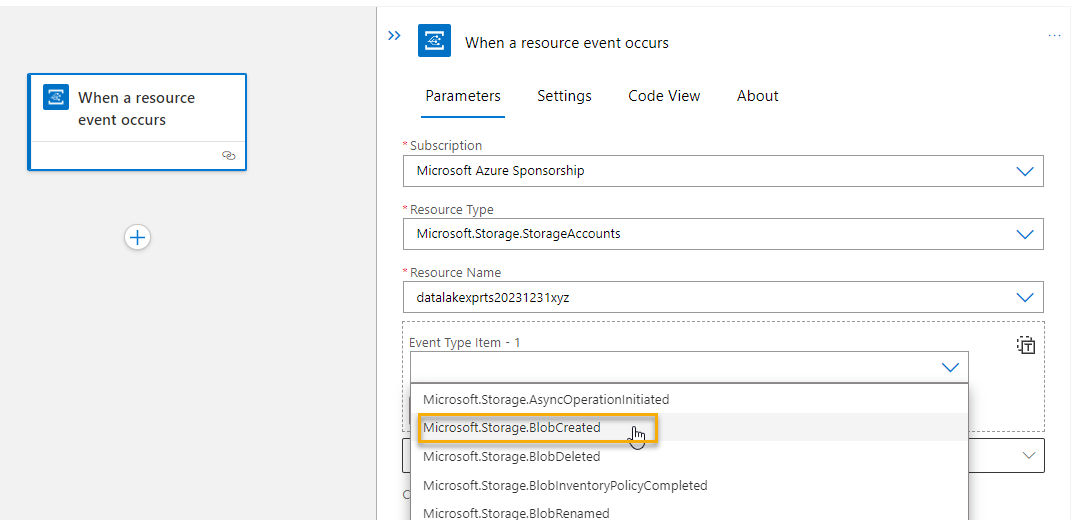 When a resource
event occurs
When a resource event occurs
Parameters
Settings
Code View
About
*Subscription
Microsoft Azure Sponsorship
*Resource Type
Microsoft.Storage.StorageAccounts
*Resource Name
datalakexprts20231231xyz
Event Type Item - 1
Microsoft.Storage.AsyncOperationInitiated
Microsoft.Storage.BlobCreated
Microsoft.Storage.BlobDeleted
Microsoft.Storage.BlobInventoryPolicyCompleted
Microsoft.Storage.BlobRenamed